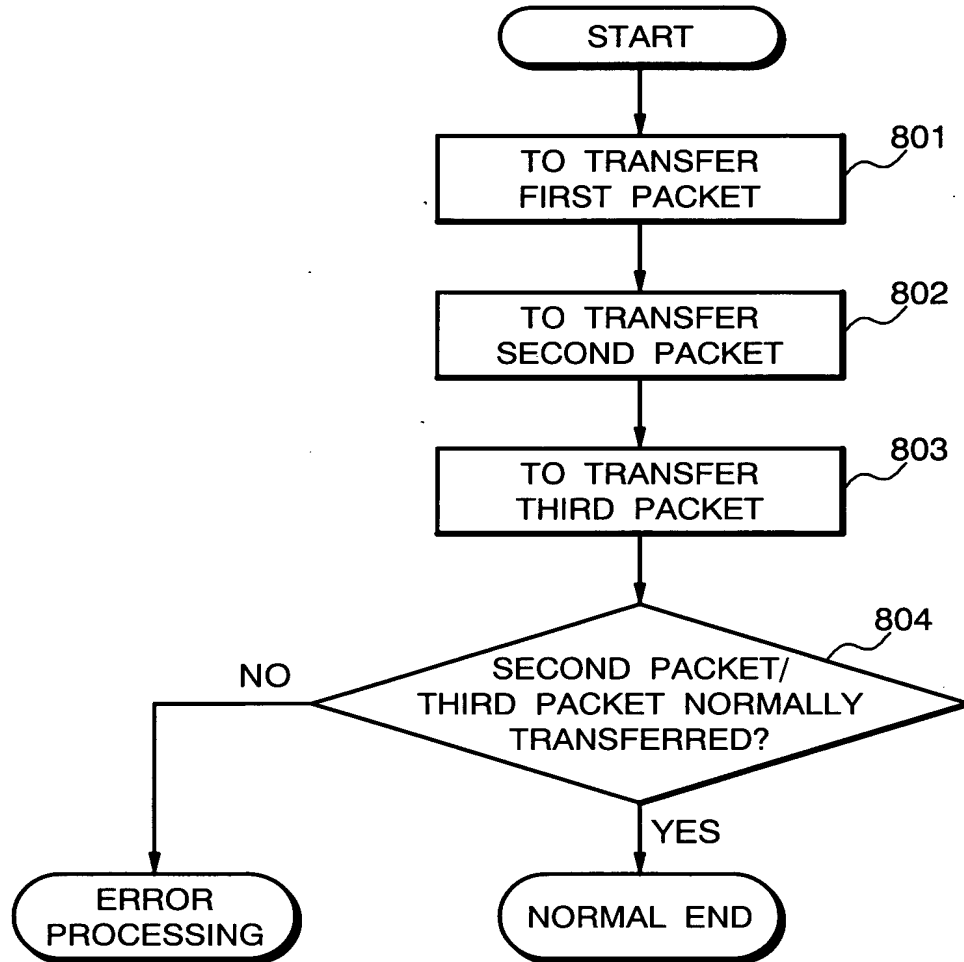 START
801
TO TRANSFER
FIRST PACKET
802
TO TRANSFER
SECOND PACKET
803
TO TRANSFER
THIRD PACKET
804
SECOND PACKET/
THIRD PACKET NORMALLY
TRANSFERRED?
NO
YES
ERROR
PROCESSING
NORMAL END